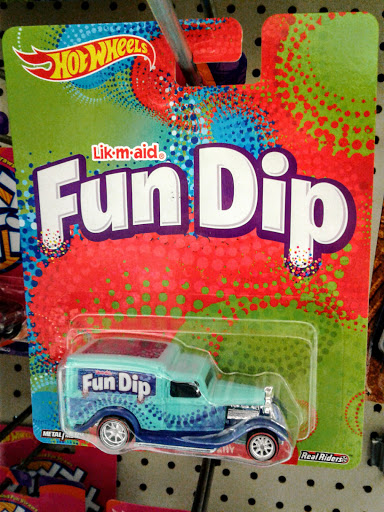 HOT WHEELS
Lik-m-aid®
Fun Dip
Fun Dip
METAL/
Real Riders